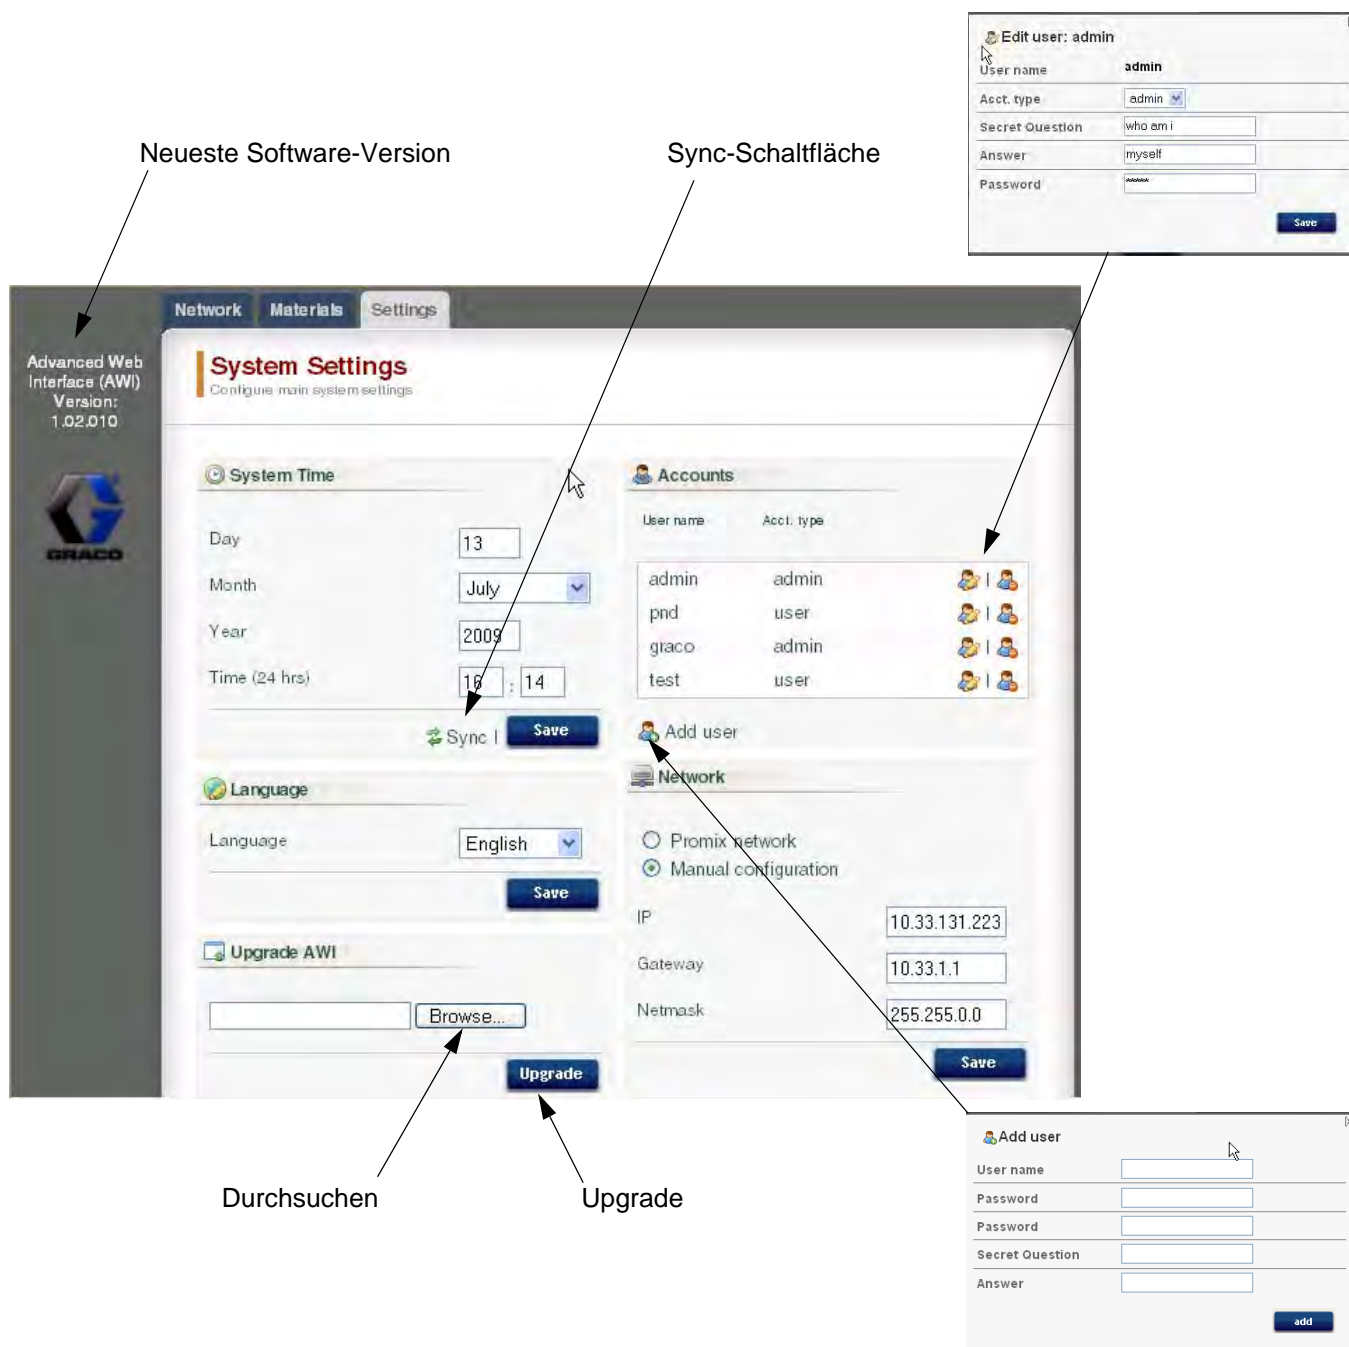 Edit user: admin
User name admin
Acct. type admin
Secret Question who am i
Answer myself
Password *****
Save
Neueste Software-Version
Sync-Schaltfläche
Network Materials Settings
Advanced Web
Interface (AWI)
Version:
1.02.010
GRACO
System Settings
Configure main system settings
System Time
Day 13
Month July
Year 2009
Time (24 hrs) 16 : 14
Sync | Save
Language
Language English
Save
Upgrade AWI
Browse...
Upgrade
Accounts
User name Acct. type
admin admin |
pnd user |
graco admin |
test user |
Add user
Network
Promix network
Manual configuration
IP 10.33.131.223
Gateway 10.33.1.1
Netmask 255.255.0.0
Save
Durchsuchen
Upgrade
Add user
User name
Password
Password
Secret Question
Answer
add